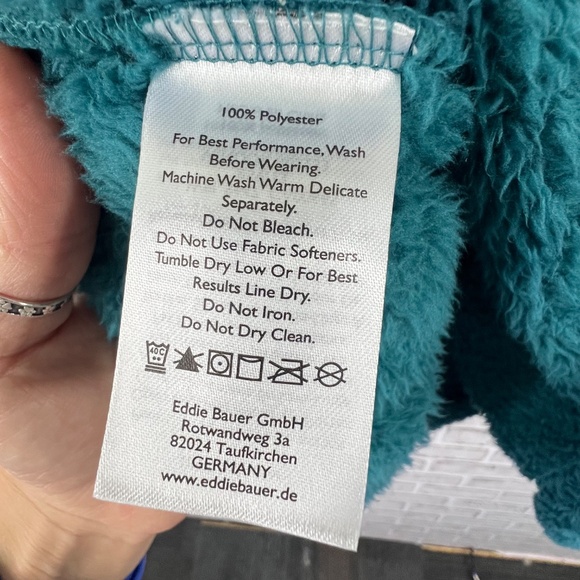 100% Polyester
For Best Performance, Wash
Before Wearing.
Machine Wash Warm Delicate
Separately.
Do Not Bleach.
Do Not Use Fabric Softeners.
Tumble Dry Low Or For Best
Results Line Dry.
Do Not Iron.
Do Not Dry Clean.
40C
Eddie Bauer GmbH
Rotwandweg 3a
82024 Taufkirchen
GERMANY
www.eddiebauer.de